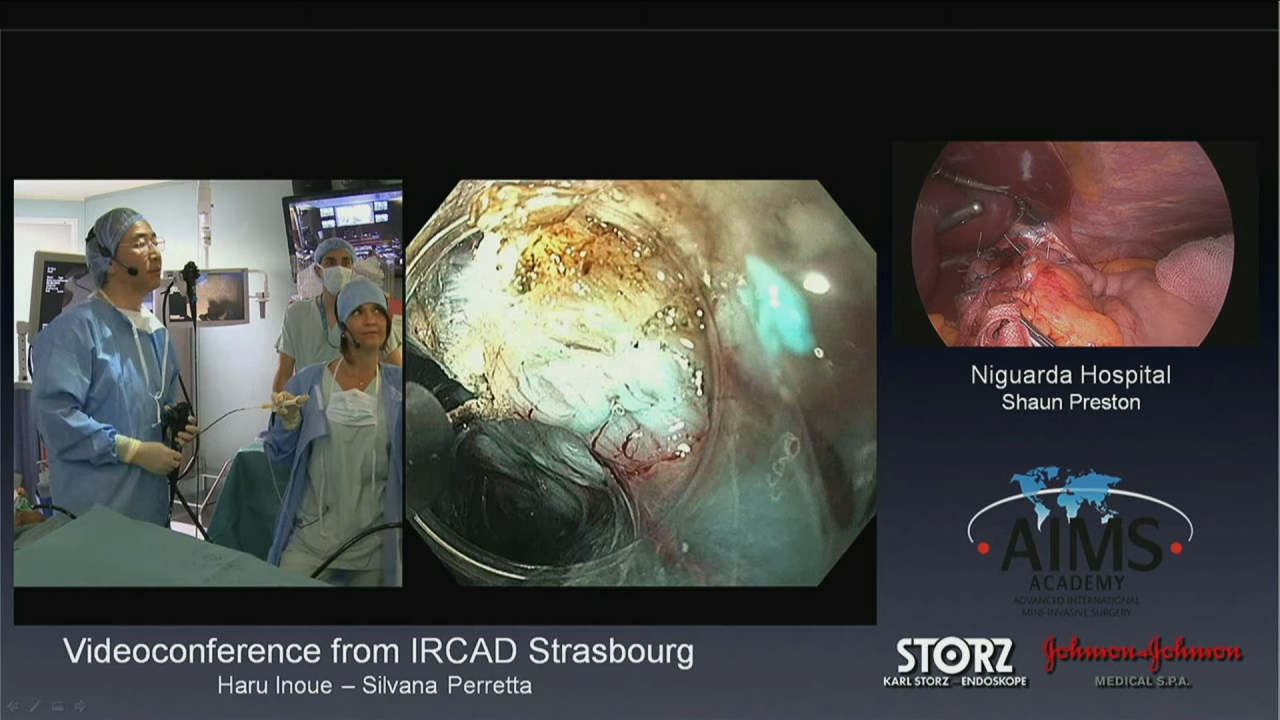 Videoconference from IRCAD Strasbourg
Haru Inoue – Silvana Perretta
Niguarda Hospital
Shaun Preston
AIMS
ACADEMY
ADVANCED INTERNATIONAL
MINI-INVASIVE SURGERY
STORZ
KARL STORZ – ENDOSKOPE
Johnson & Johnson
MEDICAL S.P.A.